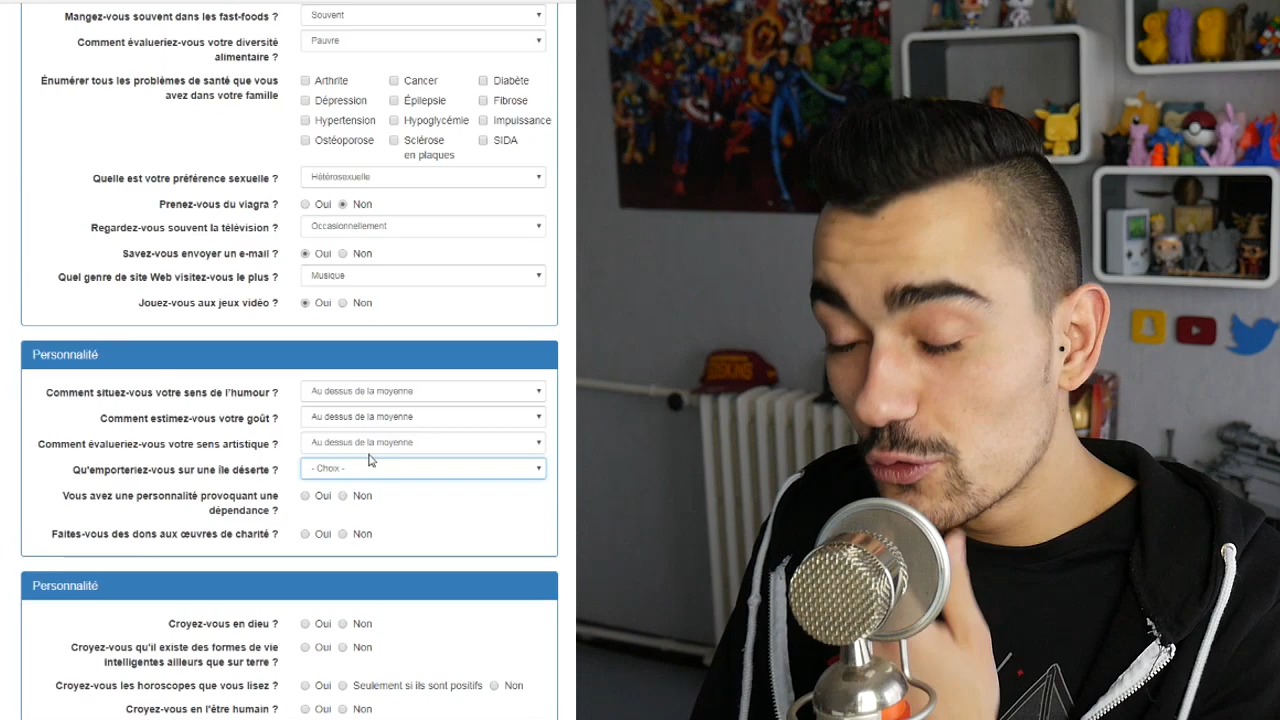 Mangez-vous souvent dans les fast-foods ? Souvent
Comment évalueriez-vous votre diversité alimentaire ? Pauvre
Énumérer tous les problèmes de santé que vous avez dans votre famille
Arthrite Cancer Diabète
Dépression Épilepsie Fibrose
Hypertension Hypoglycémie Impuissance
Ostéoporose Sclérose en plaques SIDA
Quelle est votre préférence sexuelle ? Hétérosexuelle
Prenez-vous du viagra ? Oui Non
Regardez-vous souvent la télévision ? Occasionnellement
Savez-vous envoyer un e-mail ? Oui Non
Quel genre de site Web visitez-vous le plus ? Musique
Jouez-vous aux jeux vidéo ? Oui Non
Personnalité
Comment situez-vous votre sens de l'humour ? Au dessus de la moyenne
Comment estimez-vous votre goût ? Au dessus de la moyenne
Comment évalueriez-vous votre sens artistique ? Au dessus de la moyenne
Qu'emporteriez-vous sur une île déserte ? - Choix -
Vous avez une personnalité provoquant une dépendance ? Oui Non
Faites-vous des dons aux œuvres de charité ? Oui Non
Personnalité
Croyez-vous en dieu ? Oui Non
Croyez-vous qu'il existe des formes de vie intelligentes ailleurs que sur terre ? Oui Non
Croyez-vous les horoscopes que vous lisez ? Oui Seulement si ils sont positifs Non
Croyez-vous en l'être humain ? Oui Non